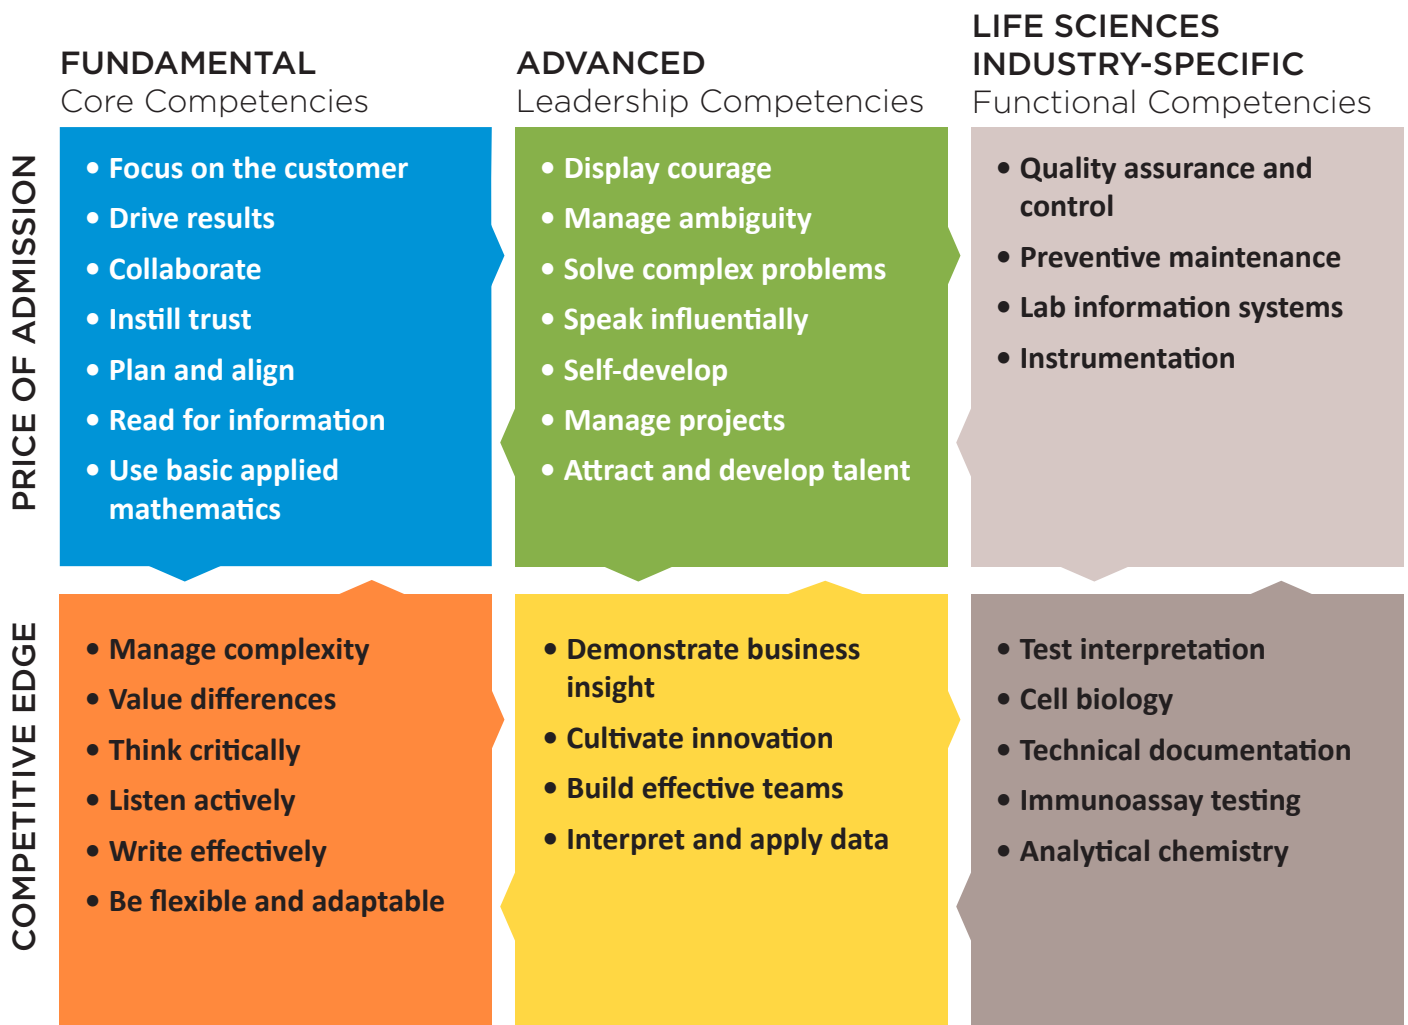 FUNDAMENTAL
Core Competencies
ADVANCED
Leadership Competencies
LIFE SCIENCES
INDUSTRY-SPECIFIC
Functional Competencies
PRICE OF ADMISSION
• Focus on the customer
• Drive results
• Collaborate
• Instill trust
• Plan and align
• Read for information
• Use basic applied
mathematics
• Display courage
• Manage ambiguity
• Solve complex problems
• Speak influentially
• Self-develop
• Manage projects
• Attract and develop talent
• Quality assurance and
control
• Preventive maintenance
• Lab information systems
• Instrumentation
COMPETITIVE EDGE
• Manage complexity
• Value differences
• Think critically
• Listen actively
• Write effectively
• Be flexible and adaptable
• Demonstrate business
insight
• Cultivate innovation
• Build effective teams
• Interpret and apply data
• Test interpretation
• Cell biology
• Technical documentation
• Immunoassay testing
• Analytical chemistry